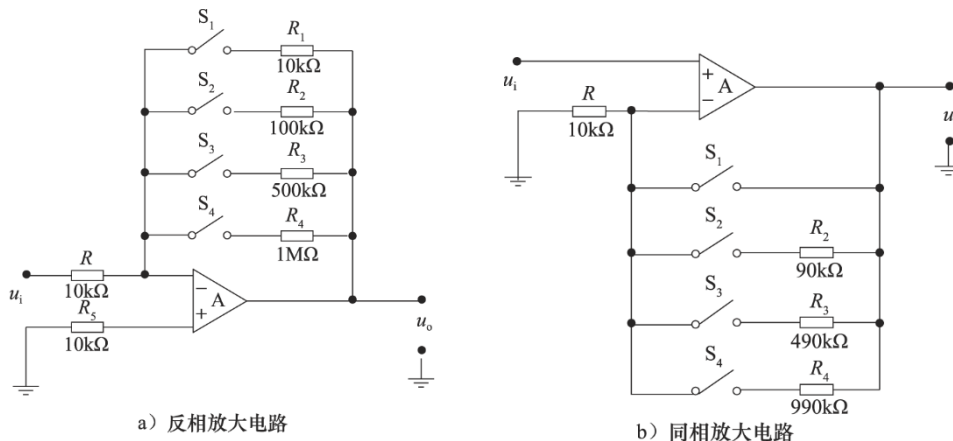 S₁
R₁
10kΩ
S₂
R₂
100kΩ
S₃
R₃
500kΩ
S₄
R₄
1MΩ
R
10kΩ
uᵢ
−
+
A
R₅
10kΩ
uₒ
a）反相放大电路
uᵢ
R
10kΩ
+
−
A
u
S₁
S₂
R₂
90kΩ
S₃
R₃
490kΩ
S₄
R₄
990kΩ
b）同相放大电路